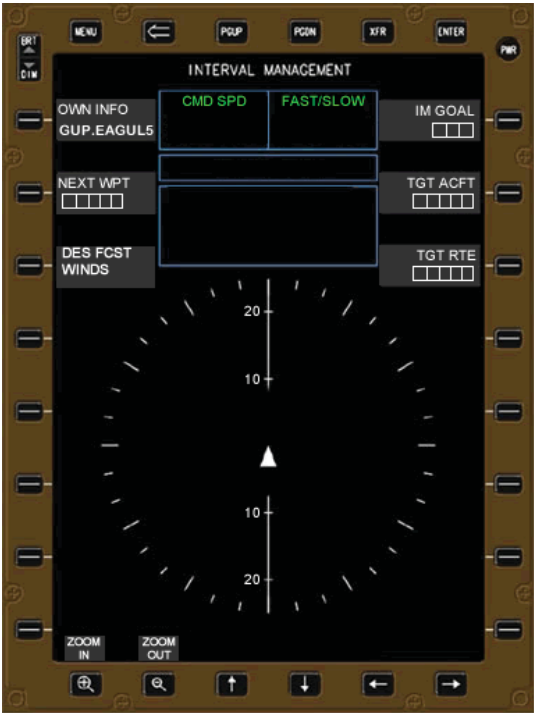 MENU
PGUP
PGDN
XFR
ENTER
BRT
DIM
PWR
INTERVAL MANAGEMENT
CMD SPD
FAST/SLOW
OWN INFO
GUP.EAGUL5
IM GOAL
NEXT WPT
TGT ACFT
DES FCST
WINDS
TGT RTE
20
10
10
20
ZOOM
IN
ZOOM
OUT